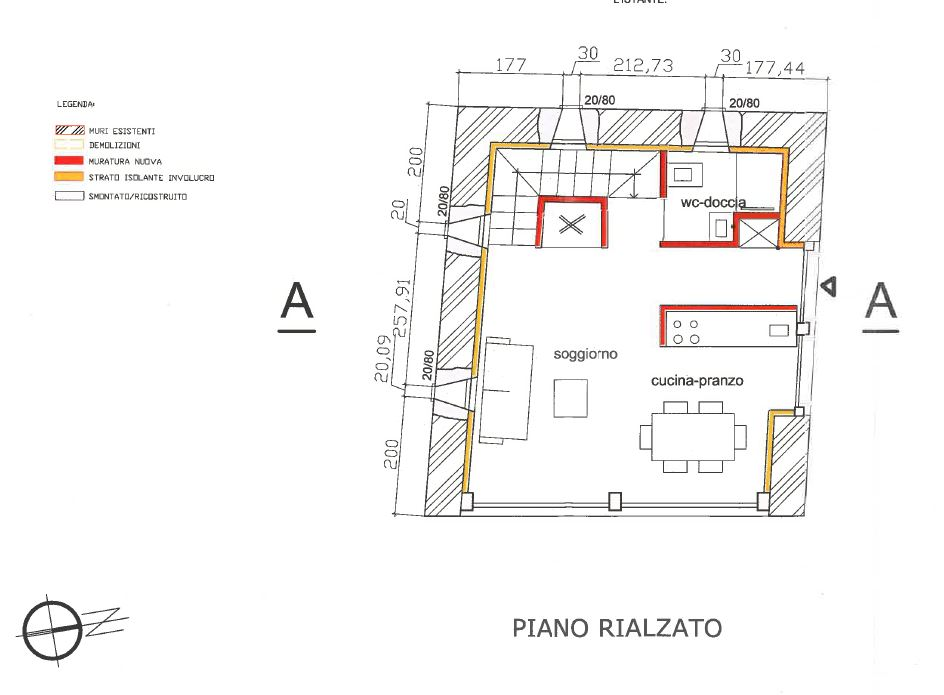 30
30
177
212,73
177,44
20/80
20/80
LEGENDA:
MURI ESISTENTI
DEMOLIZIONI
MURATURA NUOVA
STRATO ISOLANTE INVOLUCRO
SMONTATO/RICOSTRUITO
200
20/80
20
wc-doccia
A
A
257,91
20,09
20/80
soggiorno
cucina-pranzo
200
N
PIANO RIALZATO